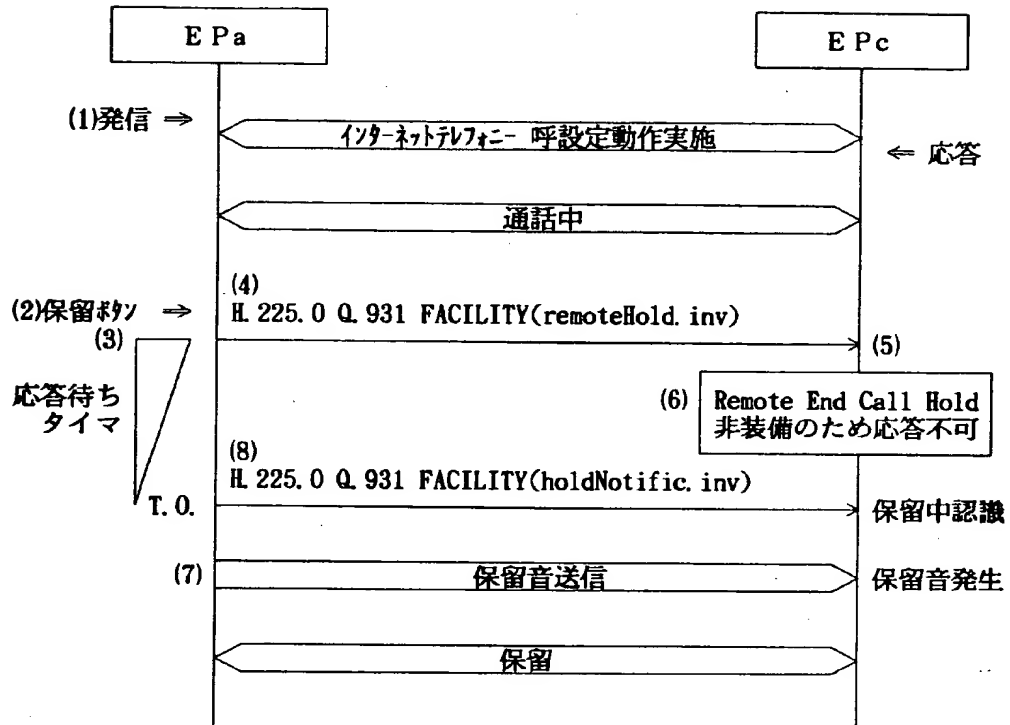 EPa
EPc
(1)発信 ⇒
インターネットテレフォニー 呼設定動作実施
⇐ 応答
通話中
(4)
(2)保留ボタン ⇒
H.225.0 Q.931 FACILITY(remoteHold.inv)
(3)
(5)
応答待ち
タイマ
(6)
Remote End Call Hold
非装備のため応答不可
(8)
H.225.0 Q.931 FACILITY(holdNotific.inv)
T.O.
保留中認識
(7)
保留音送信
保留音発生
保留